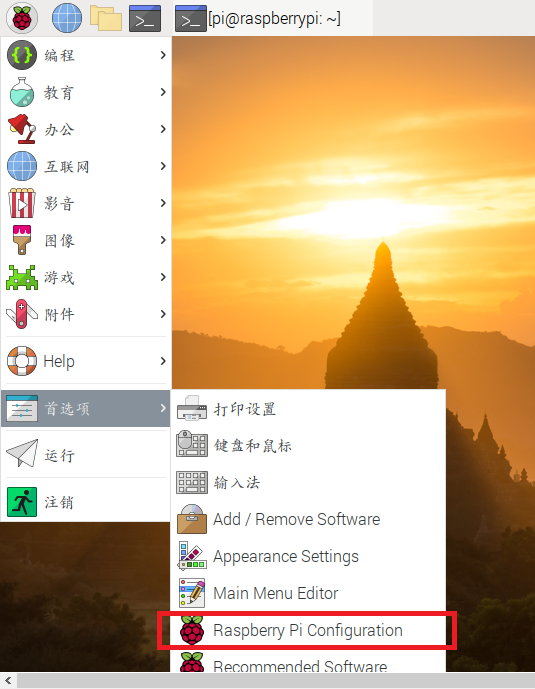 [pi@raspberrypi: ~]
编程
教育
办公
互联网
影音
图像
游戏
附件
Help
首选项
运行
注销
打印设置
键盘和鼠标
输入法
Add / Remove Software
Appearance Settings
Main Menu Editor
Raspberry Pi Configuration
Recommended Software